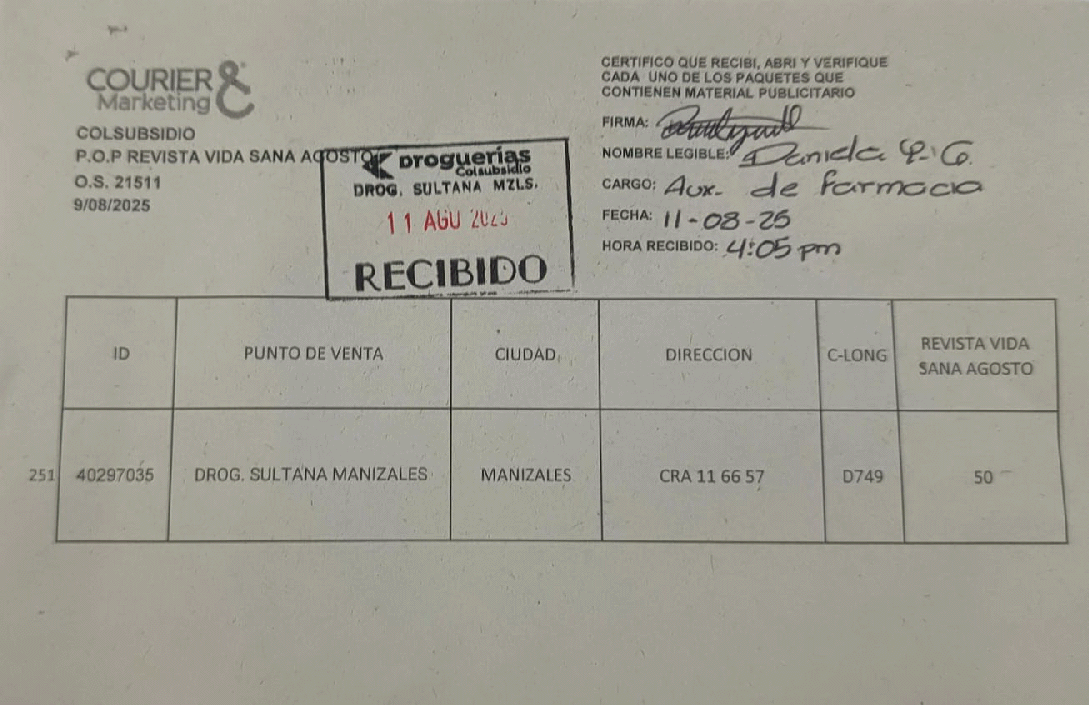 COURIER &
Marketing
COLSUBSIDIO
P.O.P REVISTA VIDA SANA AGOSTO
O.S. 21511
9/08/2025
Droguerías
Colsubsidio
DROG. SULTANA MZLS.
11 AGO 2025
RECIBIDO
CERTIFICO QUE RECIBI, ABRI Y VERIFIQUE
CADA UNO DE LOS PAQUETES QUE
CONTIENEN MATERIAL PUBLICITARIO
FIRMA:
NOMBRE LEGIBLE: Daniela
CARGO: Aux. de farmacia
FECHA: 11-08-25
HORA RECIBIDO: 4:05 pm
ID PUNTO DE VENTA CIUDAD DIRECCION C-LONG REVISTA VIDA SANA AGOSTO
251 40297035 DROG. SULTANA MANIZALES MANIZALES CRA 11 66 57 D749 50